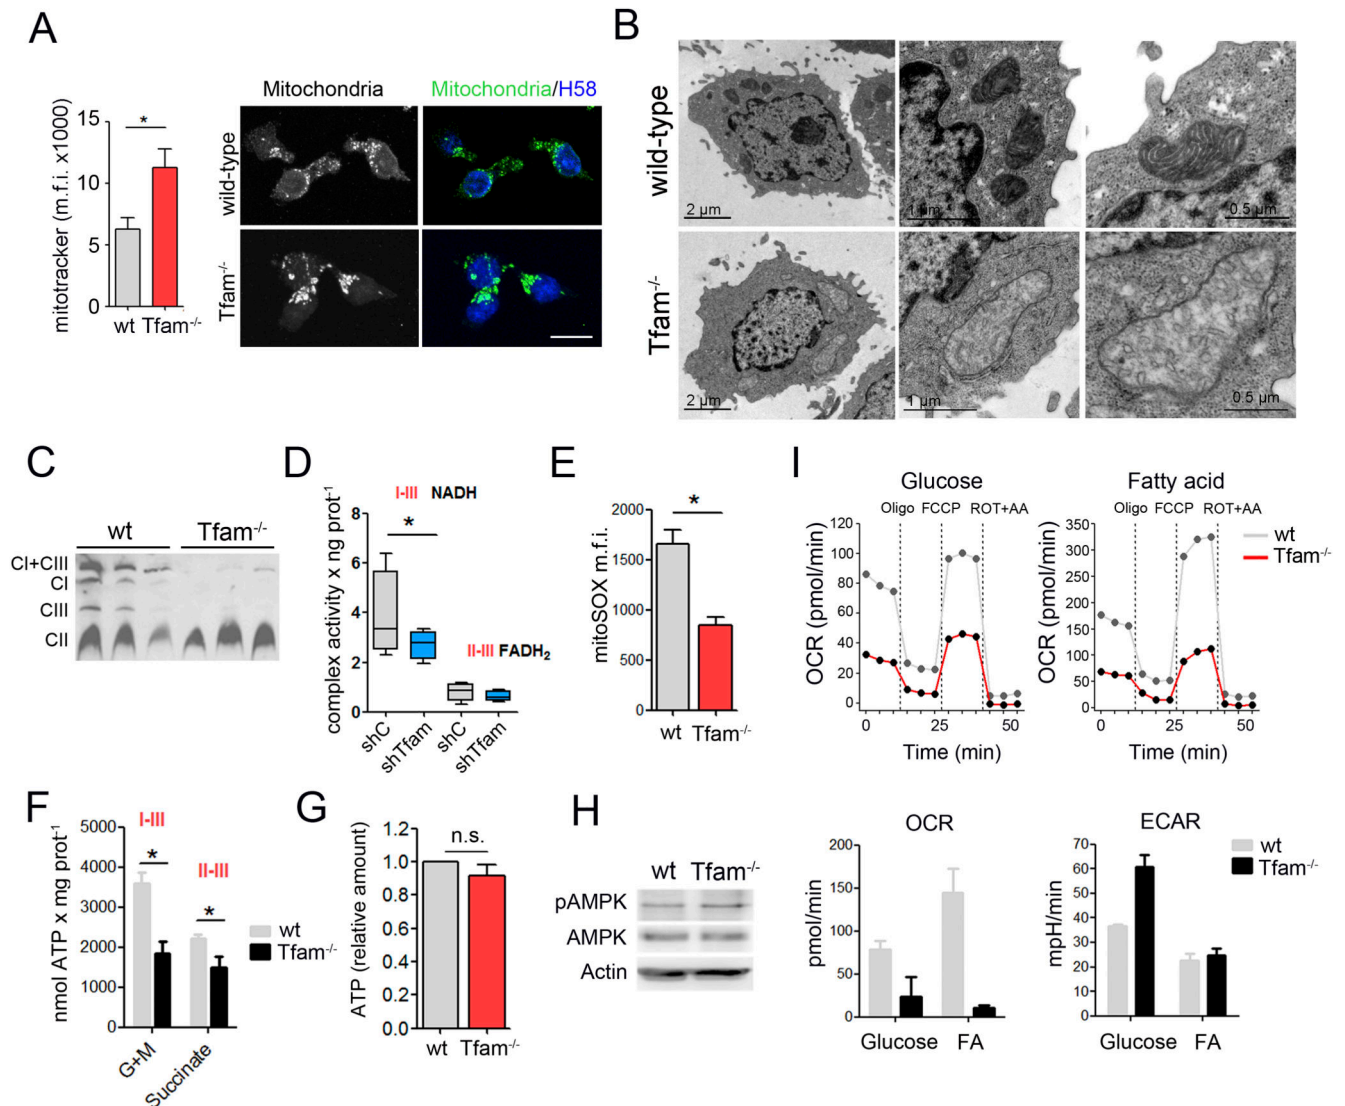 A
mitotracker (m.f.i. x1000)
15
10
5
0
*
wt Tfam-/-
Mitochondria
Mitochondria/H58
wild-type
Tfam-/-
B
wild-type
Tfam-/-
2 µm
1 µm
0.5 µm
2 µm
1 µm
0.5 µm
C
wt Tfam-/-
CI+CIII
CI
CIII
CII
D
complex activity x ng prot-1
8
6
4
2
0
I-III NADH
*
II-III FADH2
shC
shTfam
shC
shTfam
E
mitoSOX m.f.i.
2000
1500
1000
500
0
*
wt Tfam-/-
I
Glucose
Oligo FCCP ROT+AA
OCR (pmol/min)
120
100
80
60
40
20
0
0 25 50
Time (min)
Fatty acid
Oligo FCCP ROT+AA
OCR (pmol/min)
350
300
250
200
150
100
50
0
0 25 50
Time (min)
wt
Tfam-/-
F
nmol ATP x mg prot-1
5000
4000
3000
2000
1000
0
I-III
*
II-III
*
G+M
Succinate
wt
Tfam-/-
G
ATP (relative amount)
1.2
1.0
0.8
0.6
0.4
0.2
0.0
n.s.
wt Tfam-/-
H
wt Tfam-/-
pAMPK
AMPK
Actin
OCR
pmol/min
200
150
100
50
0
Glucose FA
ECAR
mpH/min
70
60
50
40
30
20
10
0
Glucose FA
wt
Tfam-/-